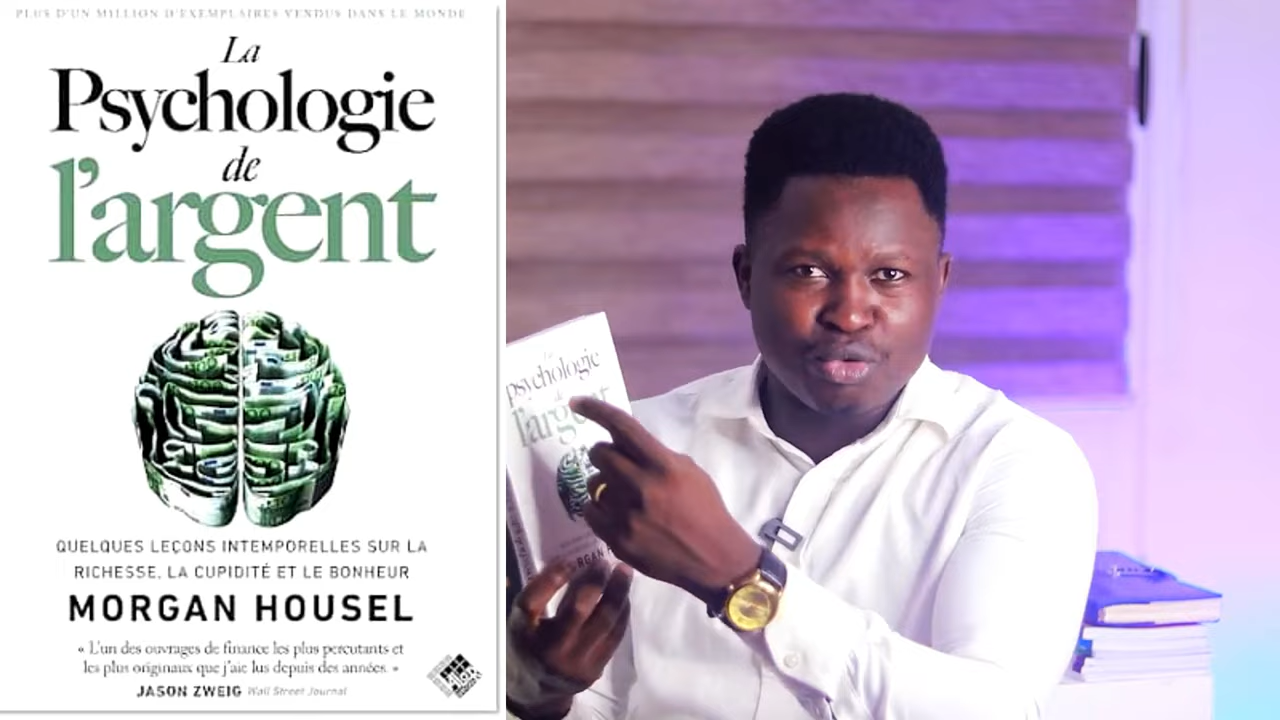 PLUS D'UN MILLION D'EXEMPLAIRES VENDUS DANS LE MONDE
La
Psychologie
de
l'argent
QUELQUES LEÇONS INTEMPORELLES SUR LA
RICHESSE, LA CUPIDITÉ ET LE BONHEUR
MORGAN HOUSEL
« L'un des ouvrages de finance les plus percutants et
les plus originaux que j'aie lus depuis des années. »
JASON ZWEIG Wall Street Journal
psychologie
de
l'argent